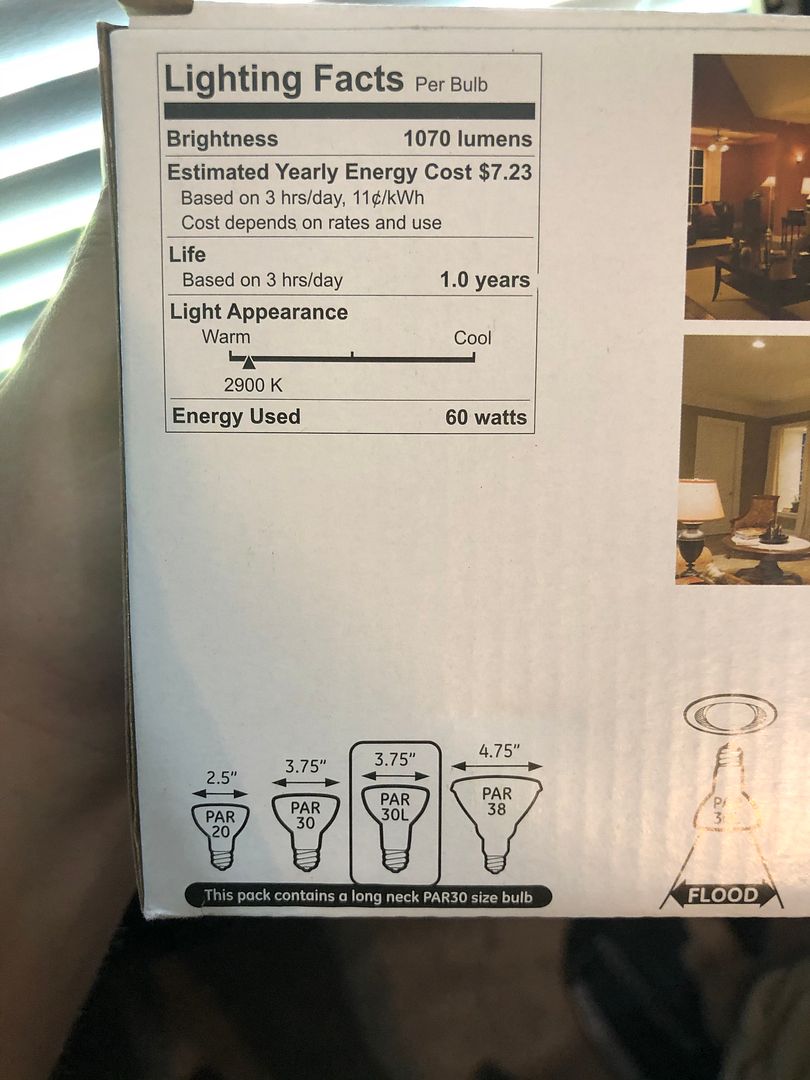 Lighting Facts Per Bulb
Brightness 1070 lumens
Estimated Yearly Energy Cost $7.23
Based on 3 hrs/day, 11¢/kWh
Cost depends on rates and use
Life
Based on 3 hrs/day 1.0 years
Light Appearance
Warm Cool
2900 K
Energy Used 60 watts
2.5" 3.75" 3.75" 4.75"
PAR 20
PAR 30
PAR 30L
PAR 38
This pack contains a long neck PAR30 size bulb
FLOOD